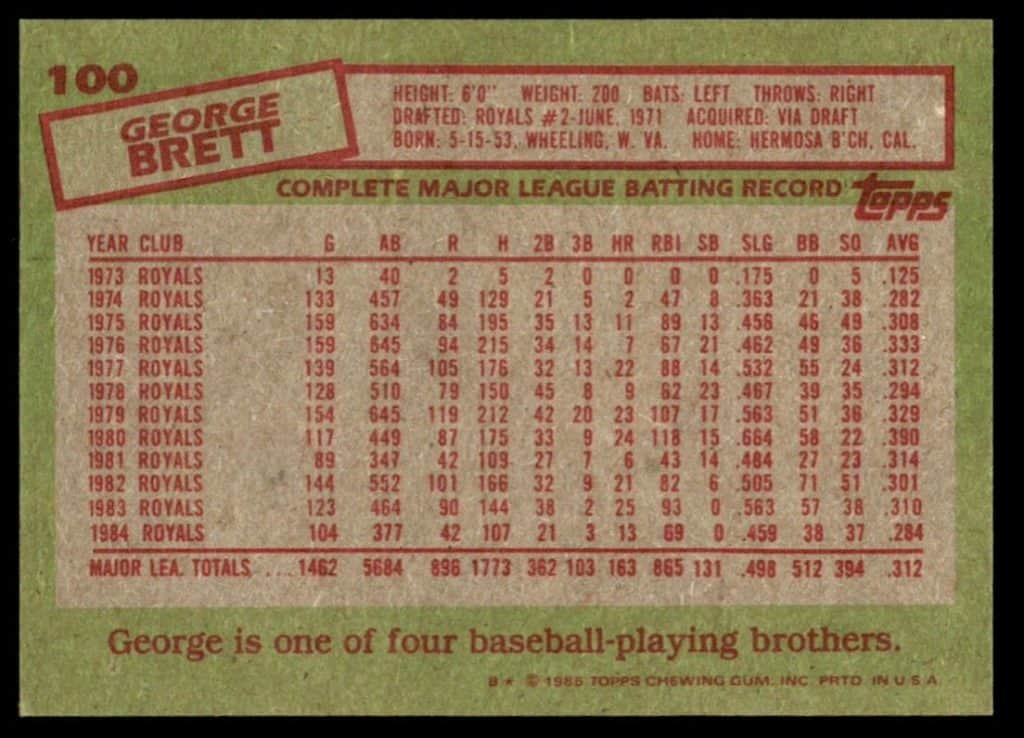 100
GEORGE
BRETT
HEIGHT: 6'0" WEIGHT: 200 BATS: LEFT THROWS: RIGHT
DRAFTED: ROYALS #2-JUNE, 1971 ACQUIRED: VIA DRAFT
BORN: 5-15-53, WHEELING, W. VA. HOME: HERMOSA B'CH, CAL.
COMPLETE MAJOR LEAGUE BATTING RECORD topps
YEAR CLUB G AB R H 2B 3B HR RBI SB SLG BB SO AVG
1973 ROYALS 13 40 2 5 2 0 0 0 0 .175 0 5 .125
1974 ROYALS 133 457 49 129 21 5 2 47 8 .363 21 38 .282
1975 ROYALS 159 634 84 195 35 13 11 89 13 .456 46 49 .308
1976 ROYALS 159 645 94 215 34 14 7 67 21 .462 49 36 .333
1977 ROYALS 139 564 105 176 32 13 22 88 14 .532 55 24 .312
1978 ROYALS 128 510 79 150 45 8 9 62 23 .467 39 35 .294
1979 ROYALS 154 645 119 212 42 20 23 107 17 .563 51 36 .329
1980 ROYALS 117 449 87 175 33 9 24 118 15 .664 58 22 .390
1981 ROYALS 89 347 42 109 27 7 6 43 14 .484 27 23 .314
1982 ROYALS 144 552 101 166 32 9 21 82 6 .505 71 51 .301
1983 ROYALS 123 464 90 144 38 2 25 93 0 .563 57 38 .310
1984 ROYALS 104 377 42 107 21 3 13 69 0 .459 38 37 .284
MAJOR LEA. TOTALS .... 1462 5684 896 1773 362 103 163 865 131 .498 512 394 .312
George is one of four baseball-playing brothers.
B★ © 1985 TOPPS CHEWING GUM, INC. PRTD. IN U.S.A.